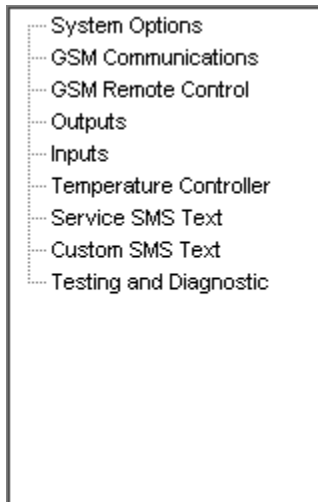 System Options
GSM Communications
GSM Remote Control
Outputs
Inputs
Temperature Controller
Service SMS Text
Custom SMS Text
Testing and Diagnostic